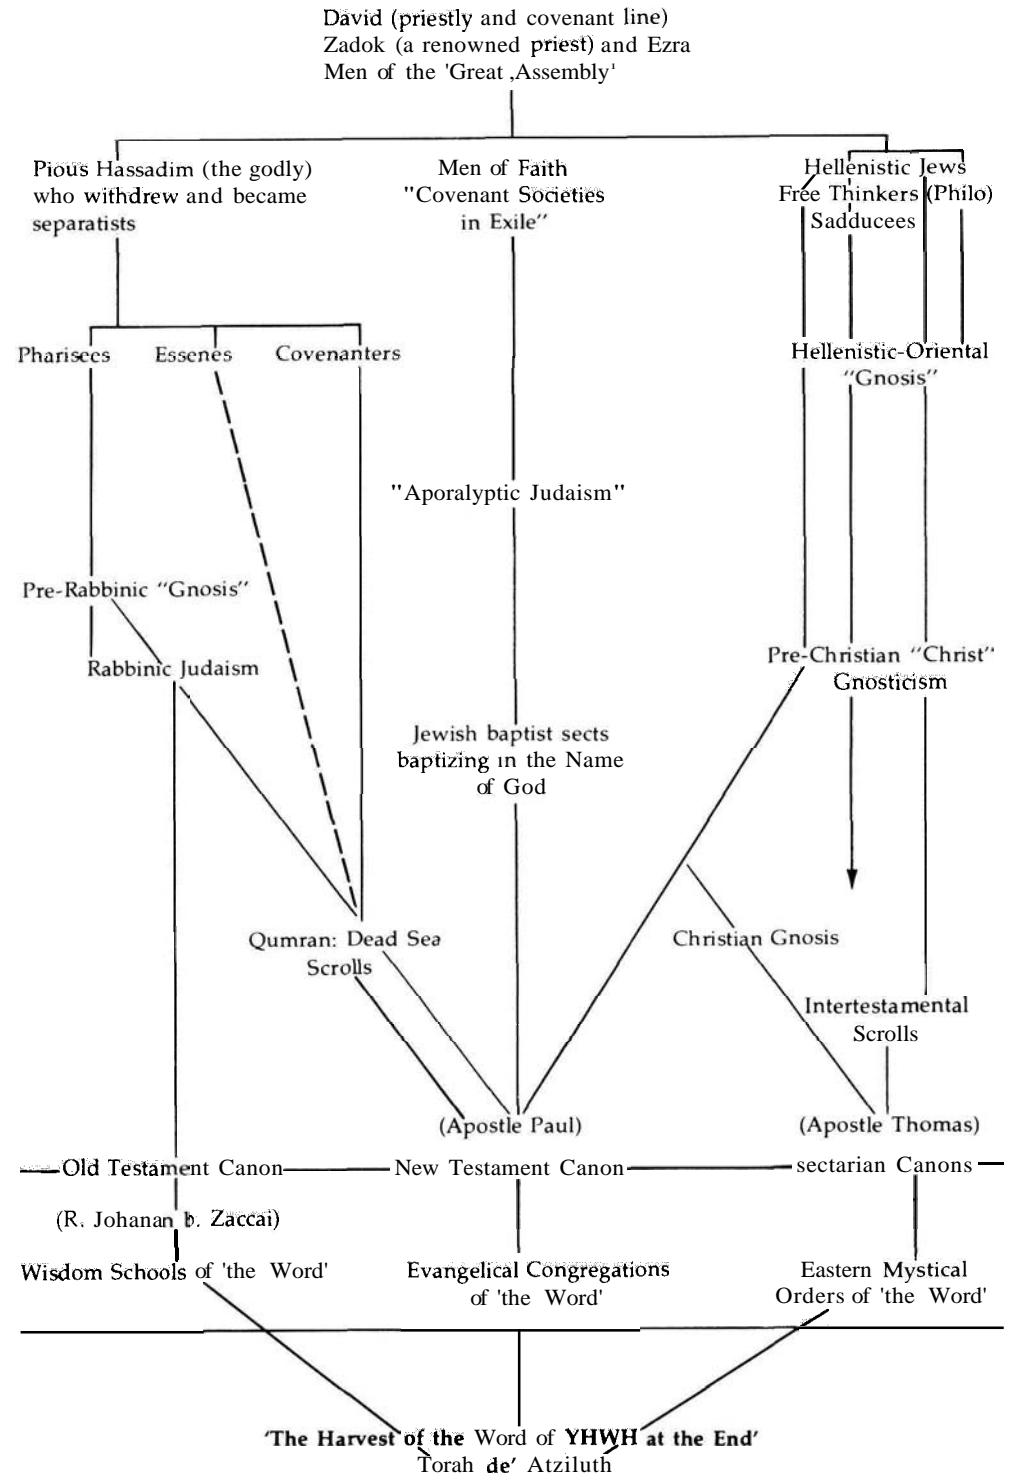 David (priestly and covenant line)
Zadok (a renowned priest) and Ezra
Men of the 'Great ,Assembly'
Pious Hassadim (the godly)
who withdrew and became
separatists
Men of Faith
"Covenant Societies
in Exile"
Hellenistic Jews
Free Thinkers (Philo)
Sadducees
Pharisees
Essenes
Covenanters
Hellenistic-Oriental
"Gnosis"
"Aporalyptic Judaism"
Pre-Rabbinic "Gnosis"
Rabbinic Judaism
Pre-Christian "Christ"
Gnosticism
Jewish baptist sects
baptizing in the Name
of God
Qumran: Dead Sea
Scrolls
Christian Gnosis
Intertestamental
Scrolls
(Apostle Paul)
(Apostle Thomas)
Old Testament Canon
New Testament Canon
sectarian Canons
(R. Johanan b. Zaccai)
Wisdom Schools of 'the Word'
Evangelical Congregations
of 'the Word'
Eastern Mystical
Orders of 'the Word'
'The Harvest of the Word of YHWH at the End'
Torah de' Atziluth